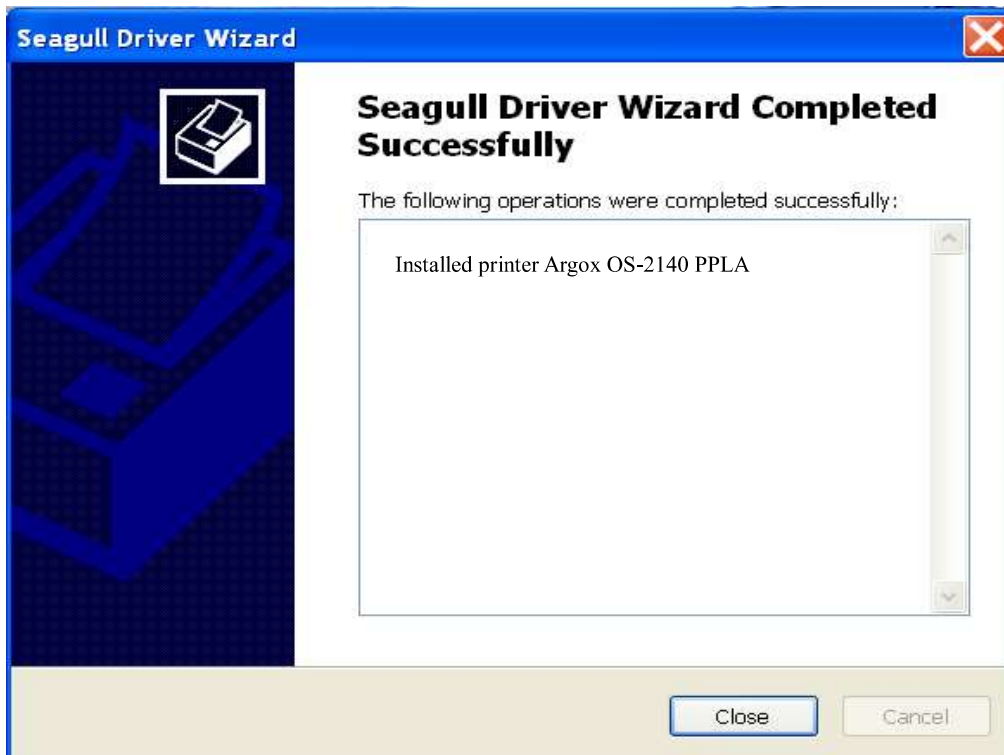 Seagull Driver Wizard
Seagull Driver Wizard Completed
Successfully
The following operations were completed successfully:
Installed printer Argox OS-2140 PPLA
Close
Cancel